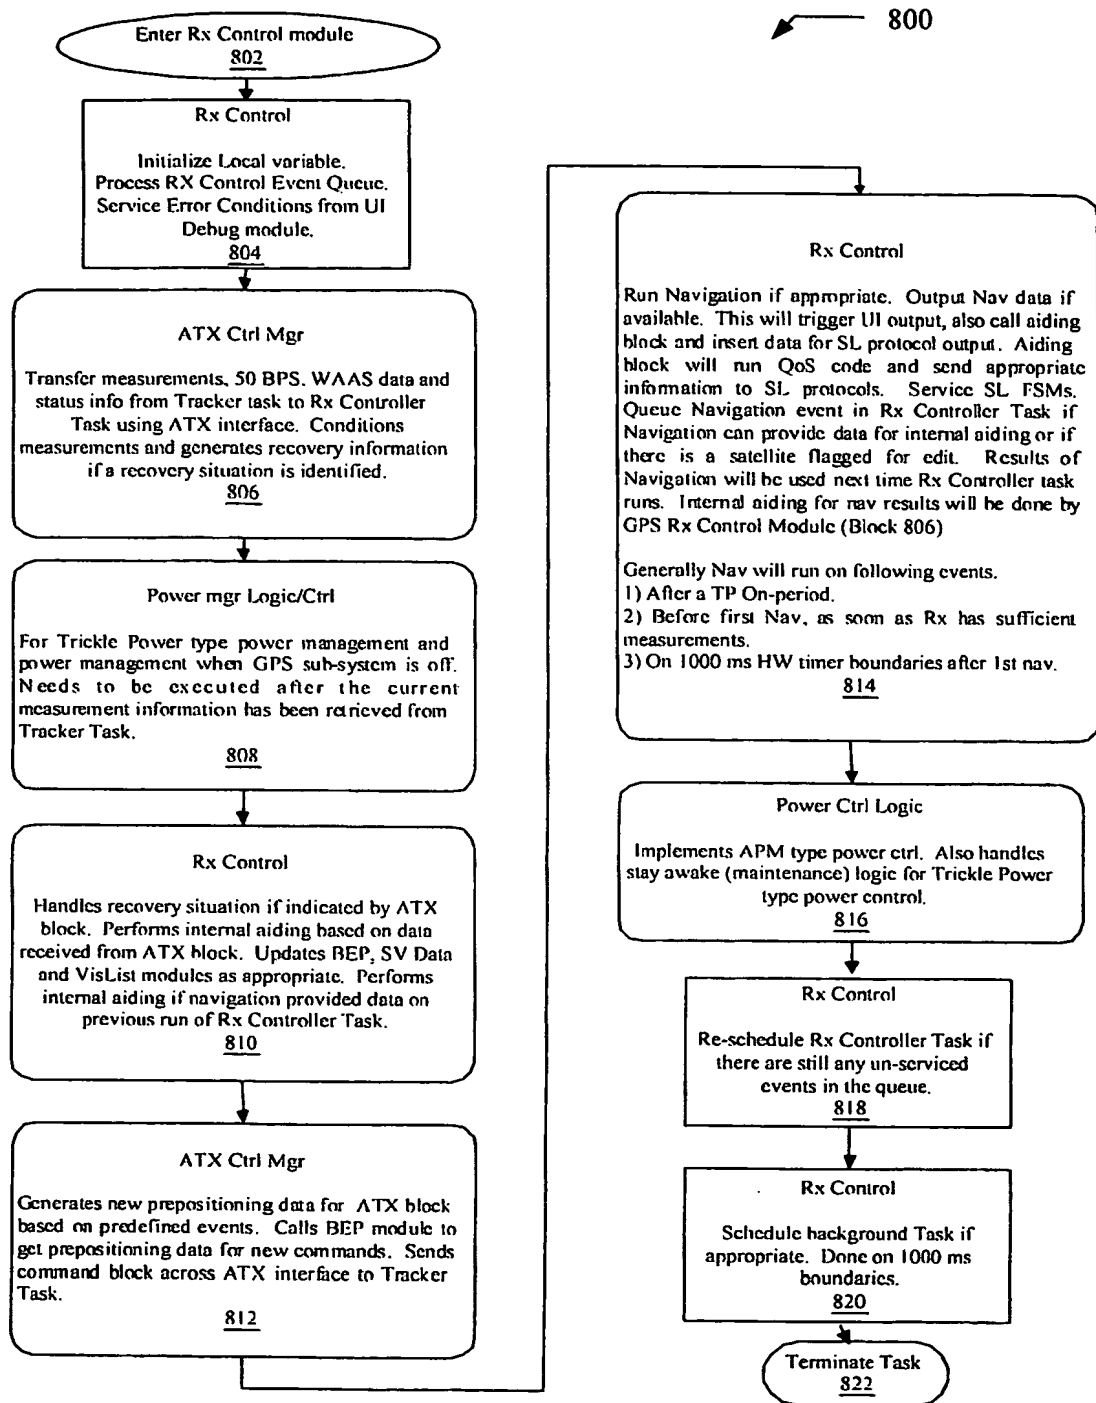 800
Enter Rx Control module
802
Rx Control
Initialize Local variable.
Process RX Control Event Queue.
Service Error Conditions from UI
Debug module.
804
ATX Ctrl Mgr
Transfer measurements, 50 BPS. WAAS data and
status info from Tracker task to Rx Controller
Task using ATX interface. Conditions
measurements and generates recovery information
if a recovery situation is identified.
806
Power mgr Logic/Ctrl
For Trickle Power type power management and
power management when GPS sub-system is off.
Needs to be executed after the current
measurement information has been retrieved from
Tracker Task.
808
Rx Control
Handles recovery situation if indicated by ATX
block. Performs internal aiding based on data
received from ATX block. Updates BEP, SV Data
and VisList modules as appropriate. Performs
internal aiding if navigation provided data on
previous run of Rx Controller Task.
810
ATX Ctrl Mgr
Generates new prepositioning data for ATX block
based on predefined events. Calls BEP module to
get prepositioning data for new commands. Sends
command block across ATX interface to Tracker
Task.
812
Rx Control
Run Navigation if appropriate. Output Nav data if
available. This will trigger UI output, also call aiding
block and insert data for SL protocol output. Aiding
block will run QoS code and send appropriate
information to SL protocols. Service SL FSMs.
Queue Navigation event in Rx Controller Task if
Navigation can provide data for internal aiding or if
there is a satellite flagged for edit. Results of
Navigation will be used next time Rx Controller task
runs. Internal aiding for nav results will be done by
GPS Rx Control Module (Block 806)
Generally Nav will run on following events.
1) After a TP On-period.
2) Before first Nav, as soon as Rx has sufficient
measurements.
3) On 1000 ms HW timer boundaries after 1st nav.
814
Power Ctrl Logic
Implements APM type power ctrl. Also handles
stay awake (maintenance) logic for Trickle Power
type power control.
816
Rx Control
Re-schedule Rx Controller Task if
there are still any un-serviced
events in the queue.
818
Rx Control
Schedule background Task if
appropriate. Done on 1000 ms
boundaries.
820
Terminate Task
822